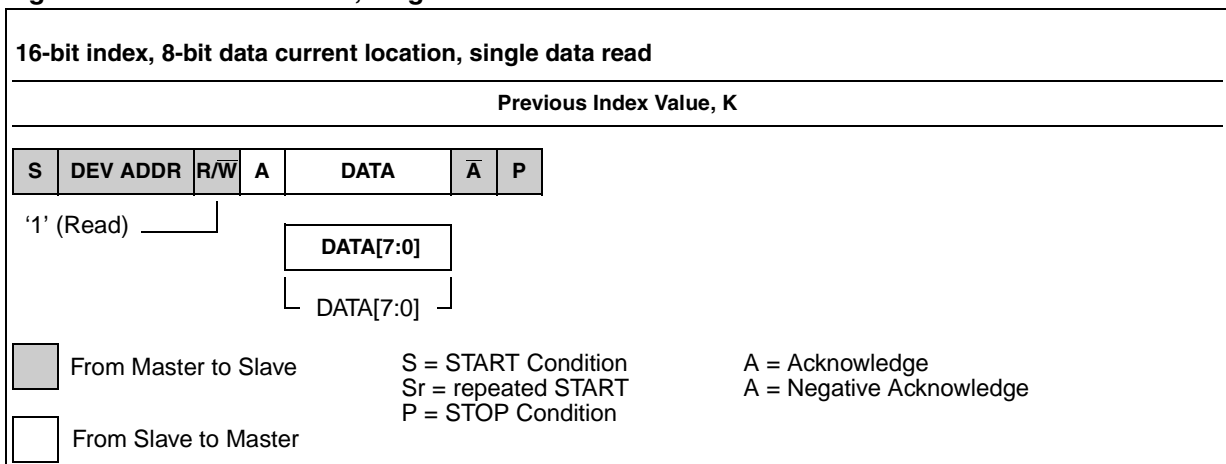 16-bit index, 8-bit data current location, single data read
Previous Index Value, K
S DEV ADDR R/W̅ A DATA A̅ P
‘1’ (Read)
DATA[7:0]
DATA[7:0]
From Master to Slave
S = START Condition
Sr = repeated START
P = STOP Condition
A = Acknowledge
A = Negative Acknowledge
From Slave to Master